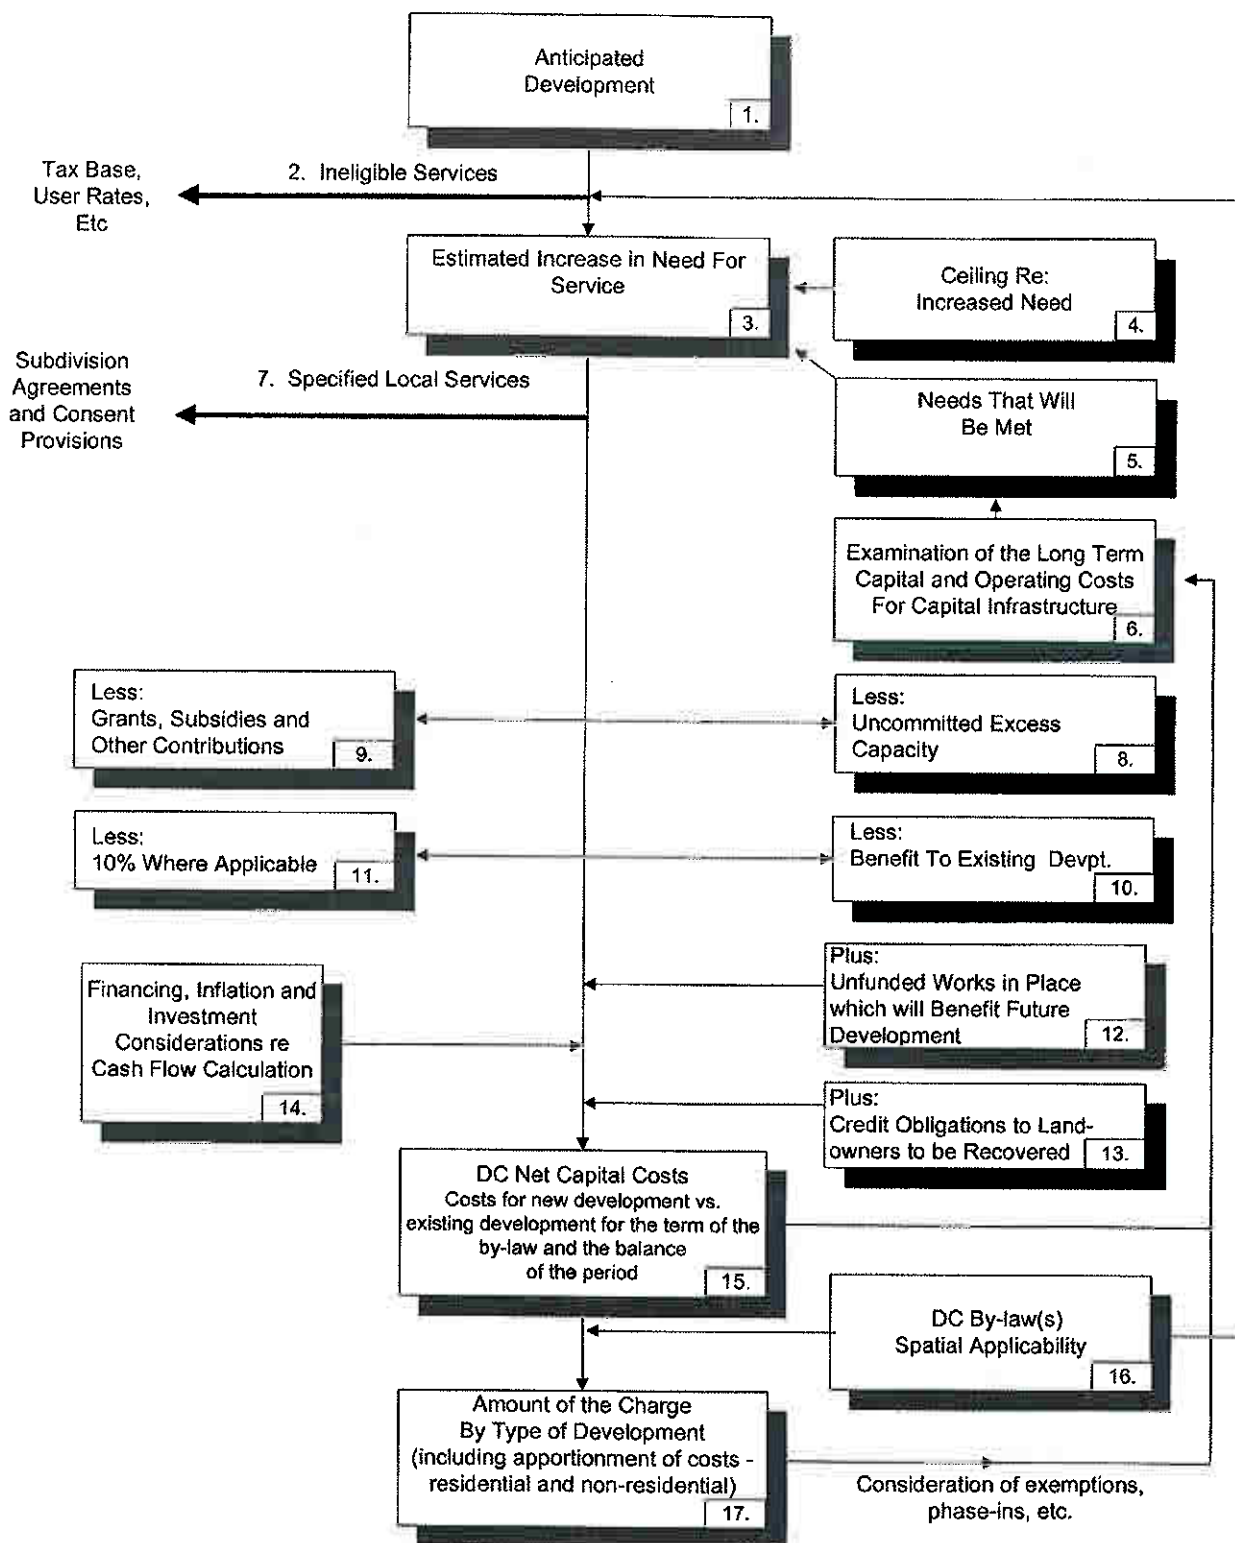 Anticipated
Development
1.
Tax Base,
User Rates,
Etc
2. Ineligible Services
Estimated Increase in Need For
Service
3.
Ceiling Re:
Increased Need
4.
Subdivision
Agreements
and Consent
Provisions
7. Specified Local Services
Needs That Will
Be Met
5.
Examination of the Long Term
Capital and Operating Costs
For Capital Infrastructure
6.
Less:
Grants, Subsidies and
Other Contributions
9.
Less:
Uncommitted Excess
Capacity
8.
Less:
10% Where Applicable
11.
Less:
Benefit To Existing Devpt.
10.
Financing, Inflation and
Investment
Considerations re
Cash Flow Calculation
14.
Plus:
Unfunded Works in Place
which will Benefit Future
Development
12.
Plus:
Credit Obligations to Land-
owners to be Recovered
13.
DC Net Capital Costs
Costs for new development vs.
existing development for the term of the
by-law and the balance
of the period
15.
DC By-law(s)
Spatial Applicability
16.
Amount of the Charge
By Type of Development
(including apportionment of costs -
residential and non-residential)
17.
Consideration of exemptions,
phase-ins, etc.